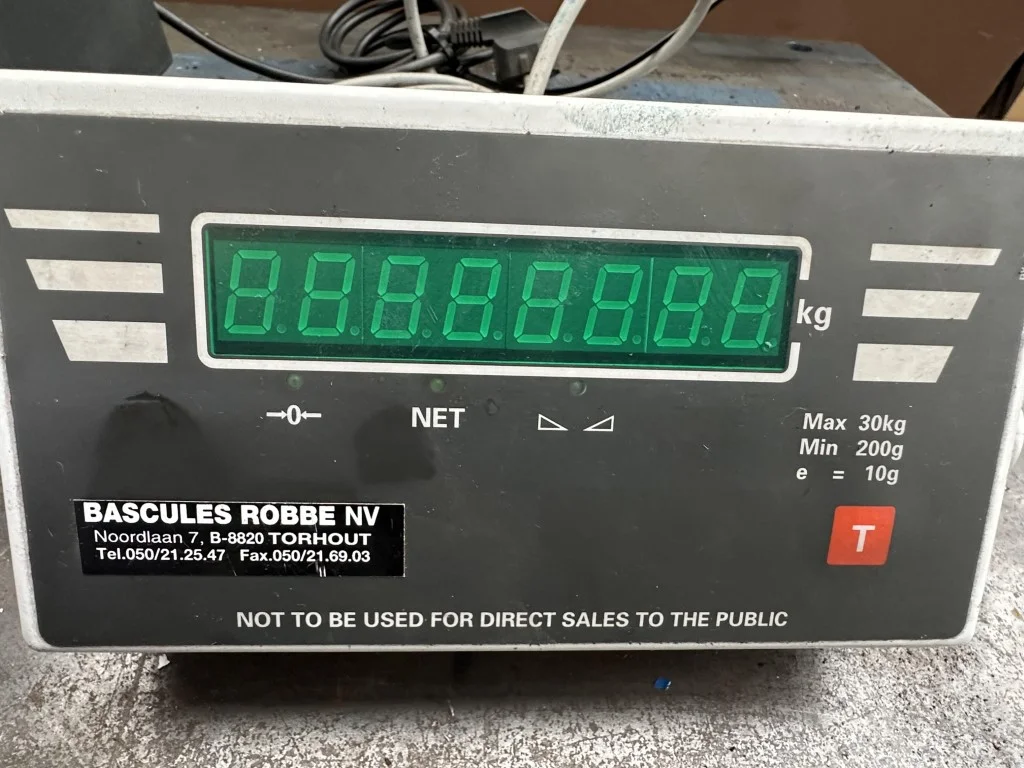 kg
→0←
NET
Max 30kg
Min 200g
e = 10g
T
BASCULES ROBBE NV
Noordlaan 7, B-8820 TORHOUT
Tel.050/21.25.47 Fax.050/21.69.03
NOT TO BE USED FOR DIRECT SALES TO THE PUBLIC